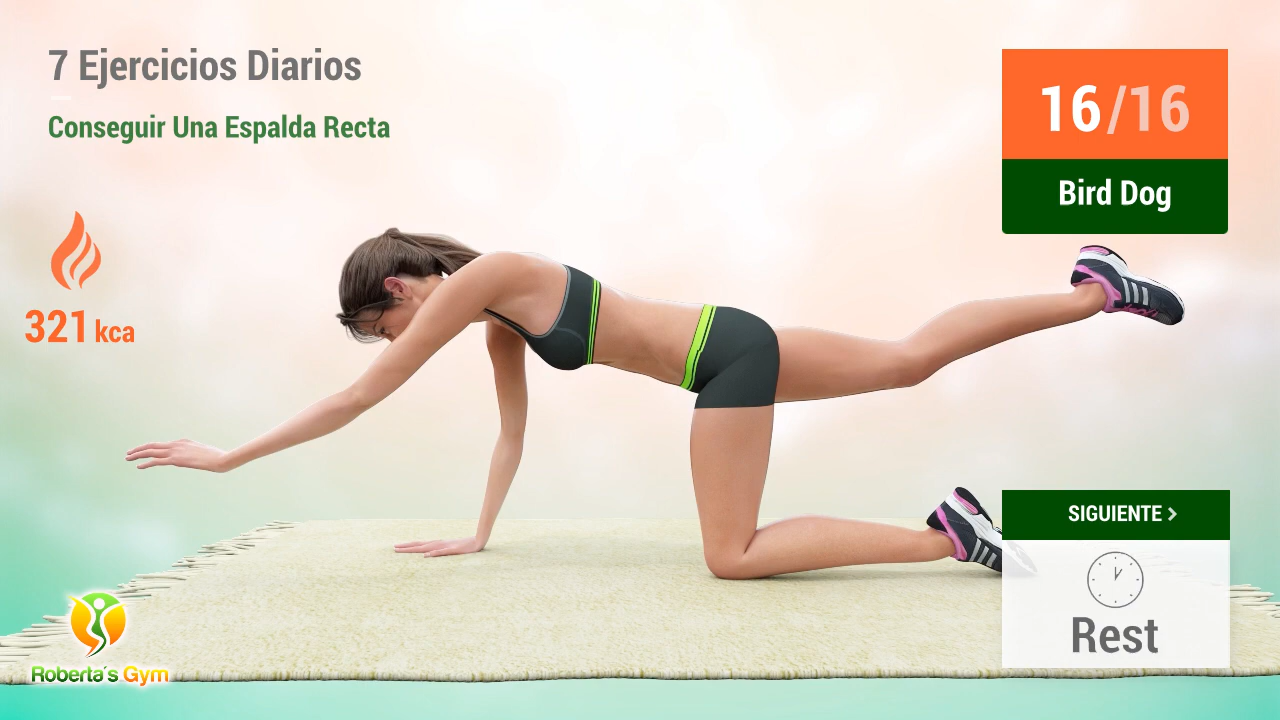 7 Ejercicios Diarios
Conseguir Una Espalda Recta
16/16
Bird Dog
321 kca
SIGUIENTE >
Rest
Roberta´s Gym